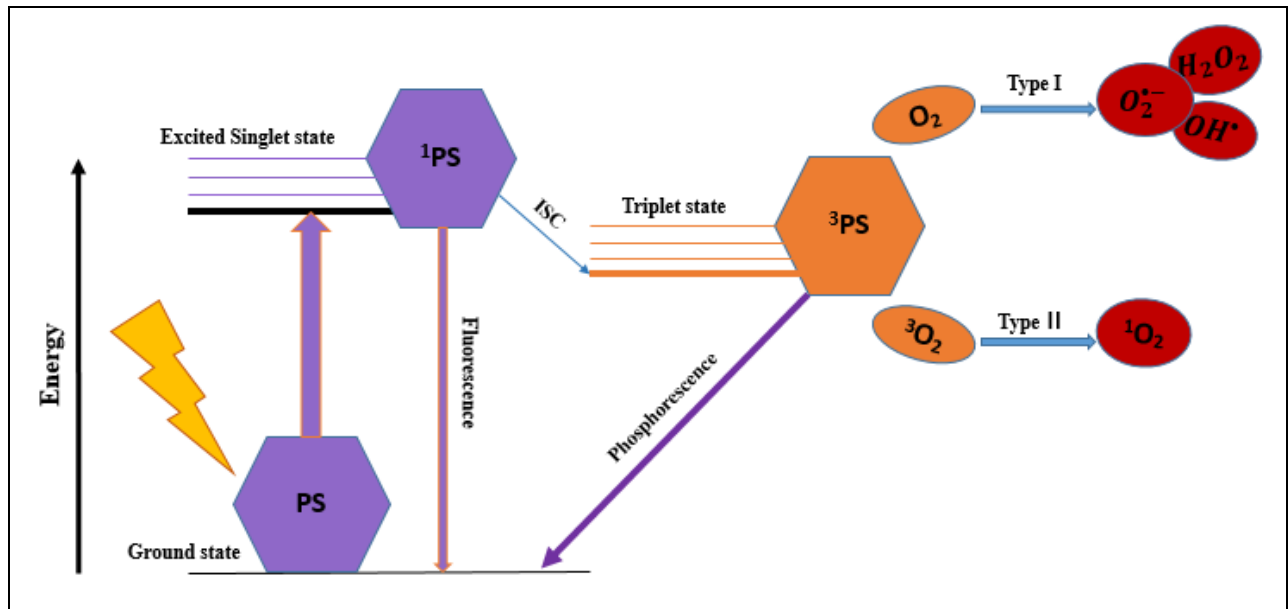 Excited Singlet state
¹PS
ISC
Triplet state
³PS
O₂
Type I
H₂O₂
O₂•⁻
OH•
³O₂
Type II
¹O₂
Energy
Fluorescence
Phosphorescence
PS
Ground state